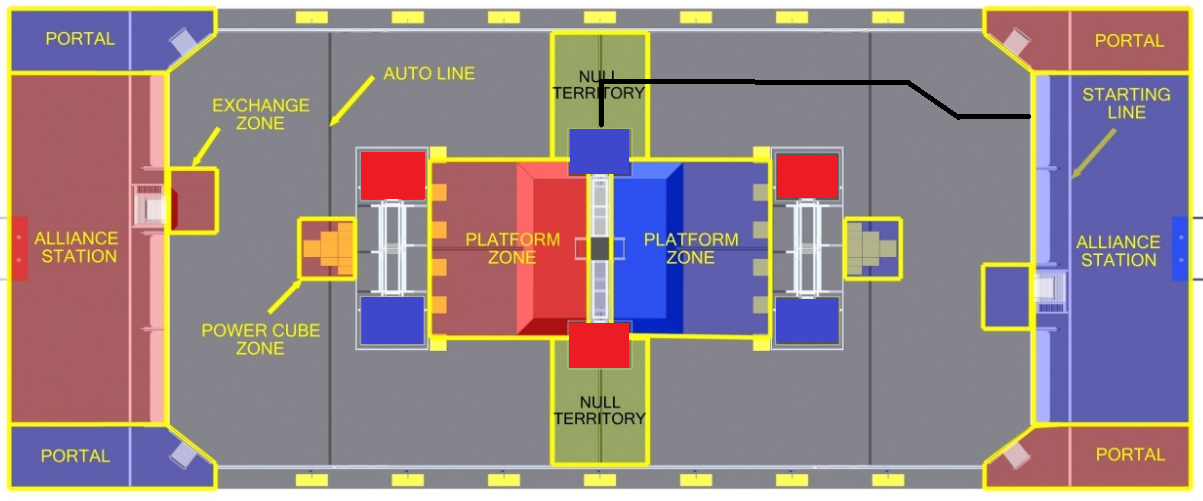 PORTAL
NULL
TERRITORY
PORTAL
AUTO LINE
EXCHANGE
ZONE
STARTING
LINE
ALLIANCE
STATION
PLATFORM
ZONE
PLATFORM
ZONE
ALLIANCE
STATION
POWER CUBE
ZONE
NULL
TERRITORY
PORTAL
PORTAL